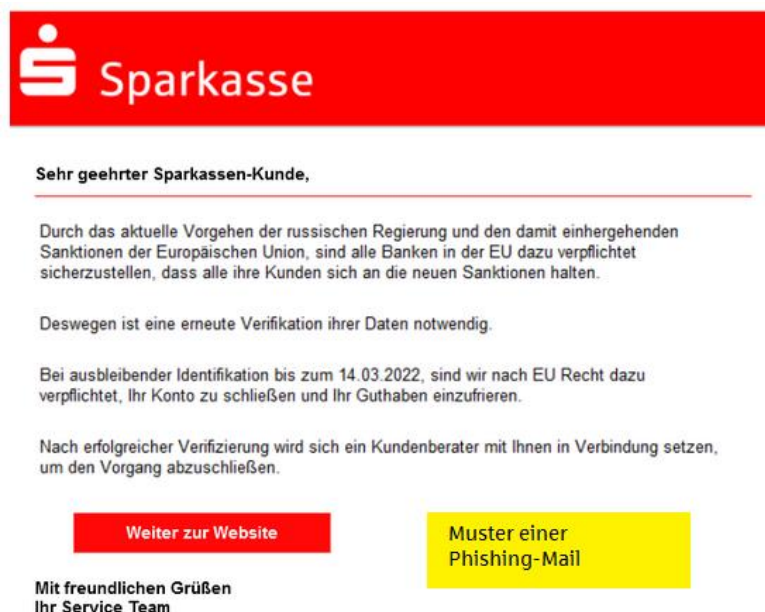 Sparkasse
Sehr geehrter Sparkassen-Kunde,
Durch das aktuelle Vorgehen der russischen Regierung und den damit einhergehenden
Sanktionen der Europäischen Union, sind alle Banken in der EU dazu verpflichtet
sicherzustellen, dass alle ihre Kunden sich an die neuen Sanktionen halten.
Deswegen ist eine erneute Verifikation ihrer Daten notwendig.
Bei ausbleibender Identifikation bis zum 14.03.2022, sind wir nach EU Recht dazu
verpflichtet, Ihr Konto zu schließen und Ihr Guthaben einzufrieren.
Nach erfolgreicher Verifizierung wird sich ein Kundenberater mit Ihnen in Verbindung setzen,
um den Vorgang abzuschließen.
Weiter zur Website
Muster einer
Phishing-Mail
Mit freundlichen Grüßen
Ihr Service Team